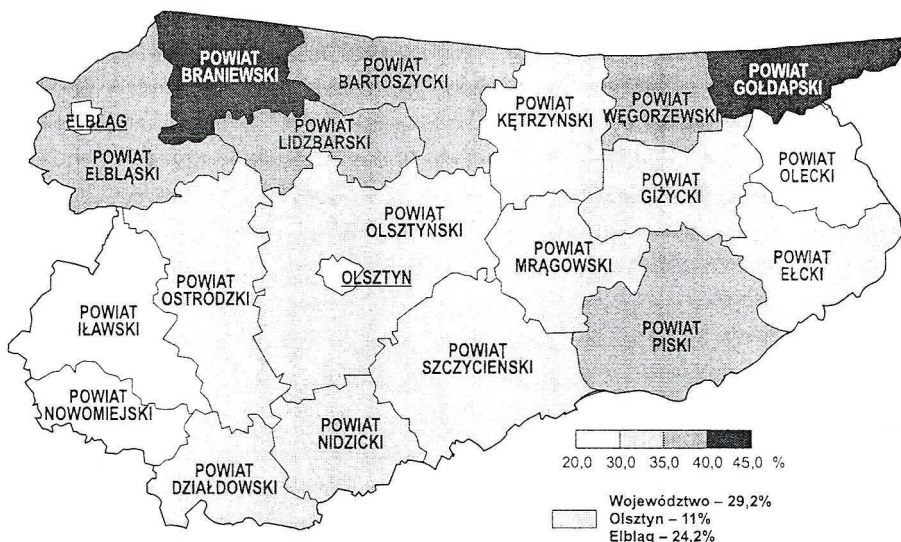 POWIAT
BRANIEWSKI
POWIAT
BARTOSZYCKI
POWIAT
GOŁDAPSKI
POWIAT
KĘTRZYŃSKI
POWIAT
WĘGORZEWSKI
ELBLĄG
POWIAT
LIDZBARSKI
POWIAT
ELBLĄSKI
POWIAT
OLECKI
POWIAT
GIŻYCKI
POWIAT
OLSZTYŃSKI
POWIAT
MRĄGOWSKI
POWIAT
EŁCKI
OLSZTYN
POWIAT
OSTRÓDZKI
POWIAT
IŁAWSKI
POWIAT
PISKI
POWIAT
SZCZYCIEŃSKI
POWIAT
NOWOMIEJSKI
POWIAT
NIDZICKI
POWIAT
DZIAŁDOWSKI
20,0 30,0 35,0 40,0 45,0 %
Województwo – 29,2%
Olsztyn – 11%
Elbląg – 24,2%